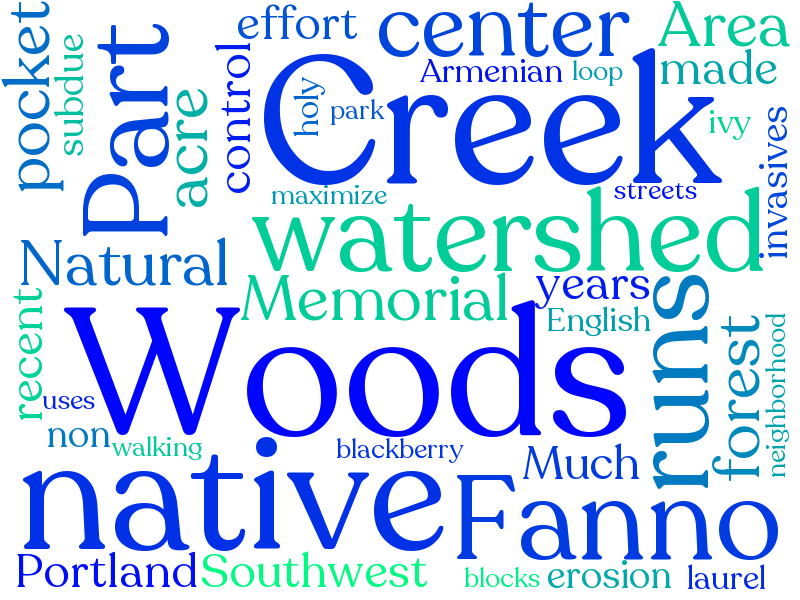 pocket
subdue
Part
acre
effort
control
center
Area
made
Armenian
loop
holy
park
Creek
ivy
invasives
maximize
streets
watershed
Natural
Memorial
years
English
recent
Woods
runs
forest
neighborhood
uses
non
walking
blackberry
Much
native
Fanno
Portland
Southwest
blocks
erosion
laurel